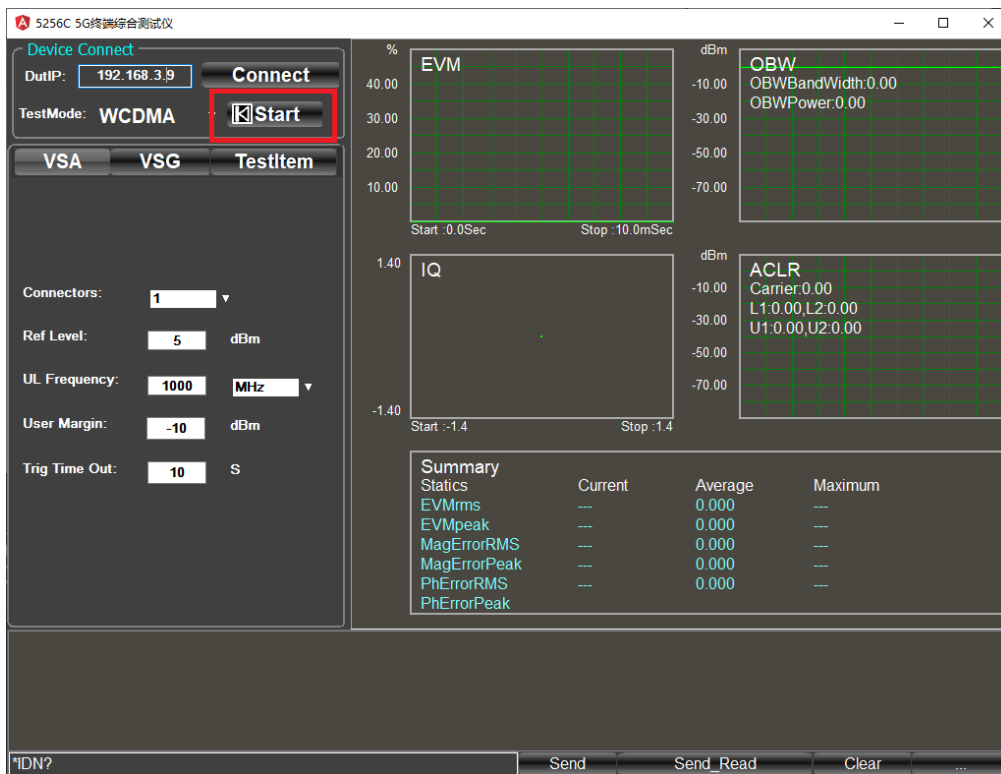 5256C 5G终端综合测试仪
Device Connect
DutIP: 192.168.3.9 Connect
TestMode: WCDMA Start
VSA VSG TestItem
Connectors: 1
Ref Level: 5 dBm
UL Frequency: 1000 MHz
User Margin: -10 dBm
Trig Time Out: 10 S
%
EVM
40.00
30.00
20.00
10.00
Start :0.0Sec Stop :10.0mSec
dBm
OBW
OBWBandWidth:0.00
OBWPower:0.00
-10.00
-30.00
-50.00
-70.00
1.40
IQ
-1.40
Start :-1.4 Stop :1.4
dBm
ACLR
Carrier:0.00
L1:0.00,L2:0.00
U1:0.00,U2:0.00
-10.00
-30.00
-50.00
-70.00
Summary
Statics Current Average Maximum
EVMrms --- 0.000 ---
EVMpeak --- 0.000 ---
MagErrorRMS --- 0.000 ---
MagErrorPeak --- 0.000 ---
PhErrorRMS --- 0.000 ---
PhErrorPeak
*IDN? Send Send_Read Clear ...